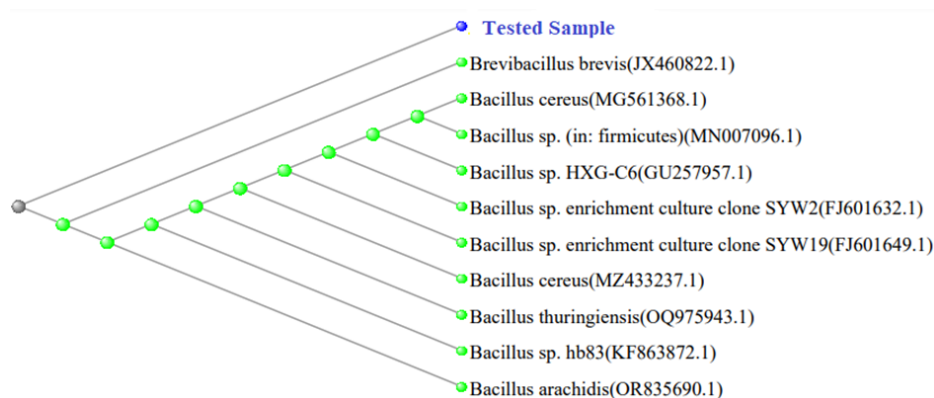 Tested Sample
Brevibacillus brevis(JX460822.1)
Bacillus cereus(MG561368.1)
Bacillus sp. (in: firmicutes)(MN007096.1)
Bacillus sp. HXG-C6(GU257957.1)
Bacillus sp. enrichment culture clone SYW2(FJ601632.1)
Bacillus sp. enrichment culture clone SYW19(FJ601649.1)
Bacillus cereus(MZ433237.1)
Bacillus thuringiensis(OQ975943.1)
Bacillus sp. hb83(KF863872.1)
Bacillus arachidis(OR835690.1)